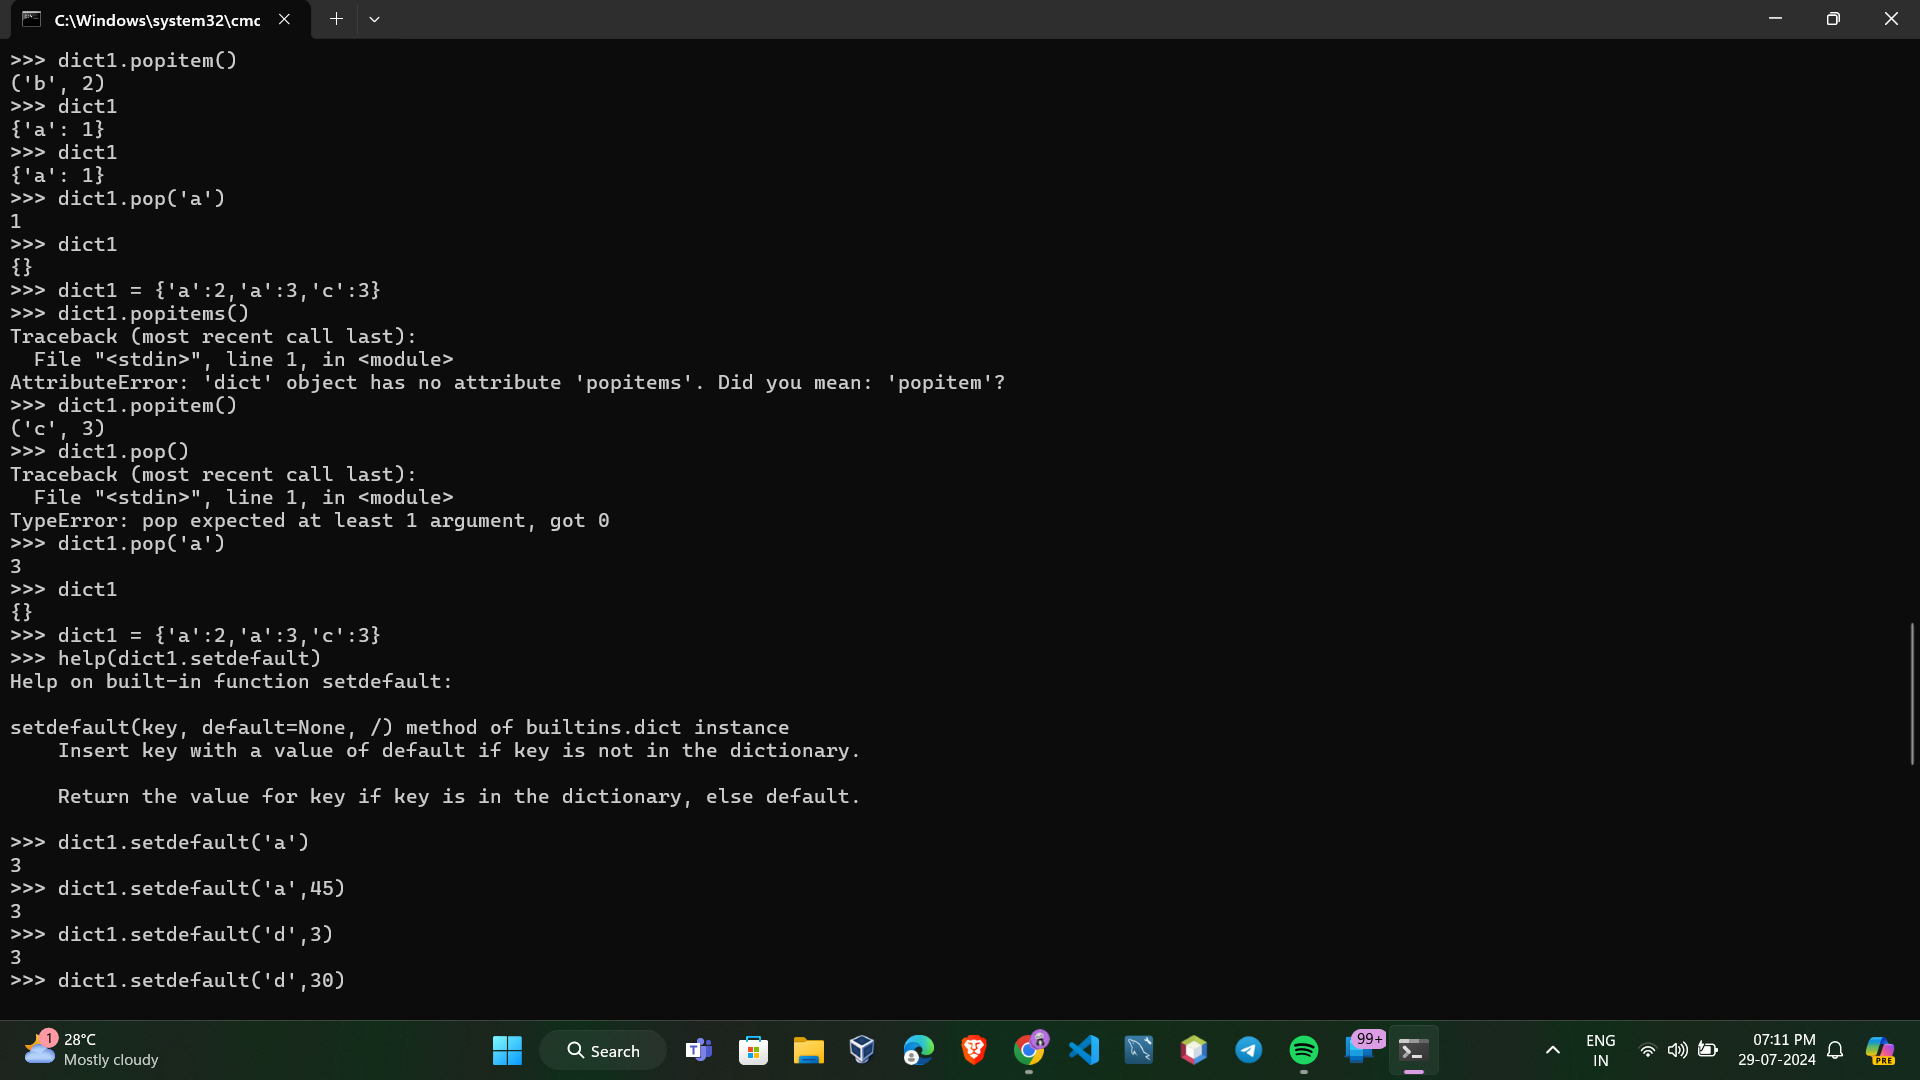 C:\Windows\system32\cmc
>>> dict1.popitem()
('b', 2)
>>> dict1
{'a': 1}
>>> dict1
{'a': 1}
>>> dict1.pop('a')
1
>>> dict1
{}
>>> dict1 = {'a':2,'a':3,'c':3}
>>> dict1.popitems()
Traceback (most recent call last):
  File "<stdin>", line 1, in <module>
AttributeError: 'dict' object has no attribute 'popitems'. Did you mean: 'popitem'?
>>> dict1.popitem()
('c', 3)
>>> dict1.pop()
Traceback (most recent call last):
  File "<stdin>", line 1, in <module>
TypeError: pop expected at least 1 argument, got 0
>>> dict1.pop('a')
3
>>> dict1
{}
>>> dict1 = {'a':2,'a':3,'c':3}
>>> help(dict1.setdefault)
Help on built-in function setdefault:
setdefault(key, default=None, /) method of builtins.dict instance
    Insert key with a value of default if key is not in the dictionary.
    Return the value for key if key is in the dictionary, else default.
>>> dict1.setdefault('a')
3
>>> dict1.setdefault('a',45)
3
>>> dict1.setdefault('d',3)
3
>>> dict1.setdefault('d',30)
1
28°C
Mostly cloudy
Search
99+
ENG
IN
07:11 PM
29-07-2024
PRE